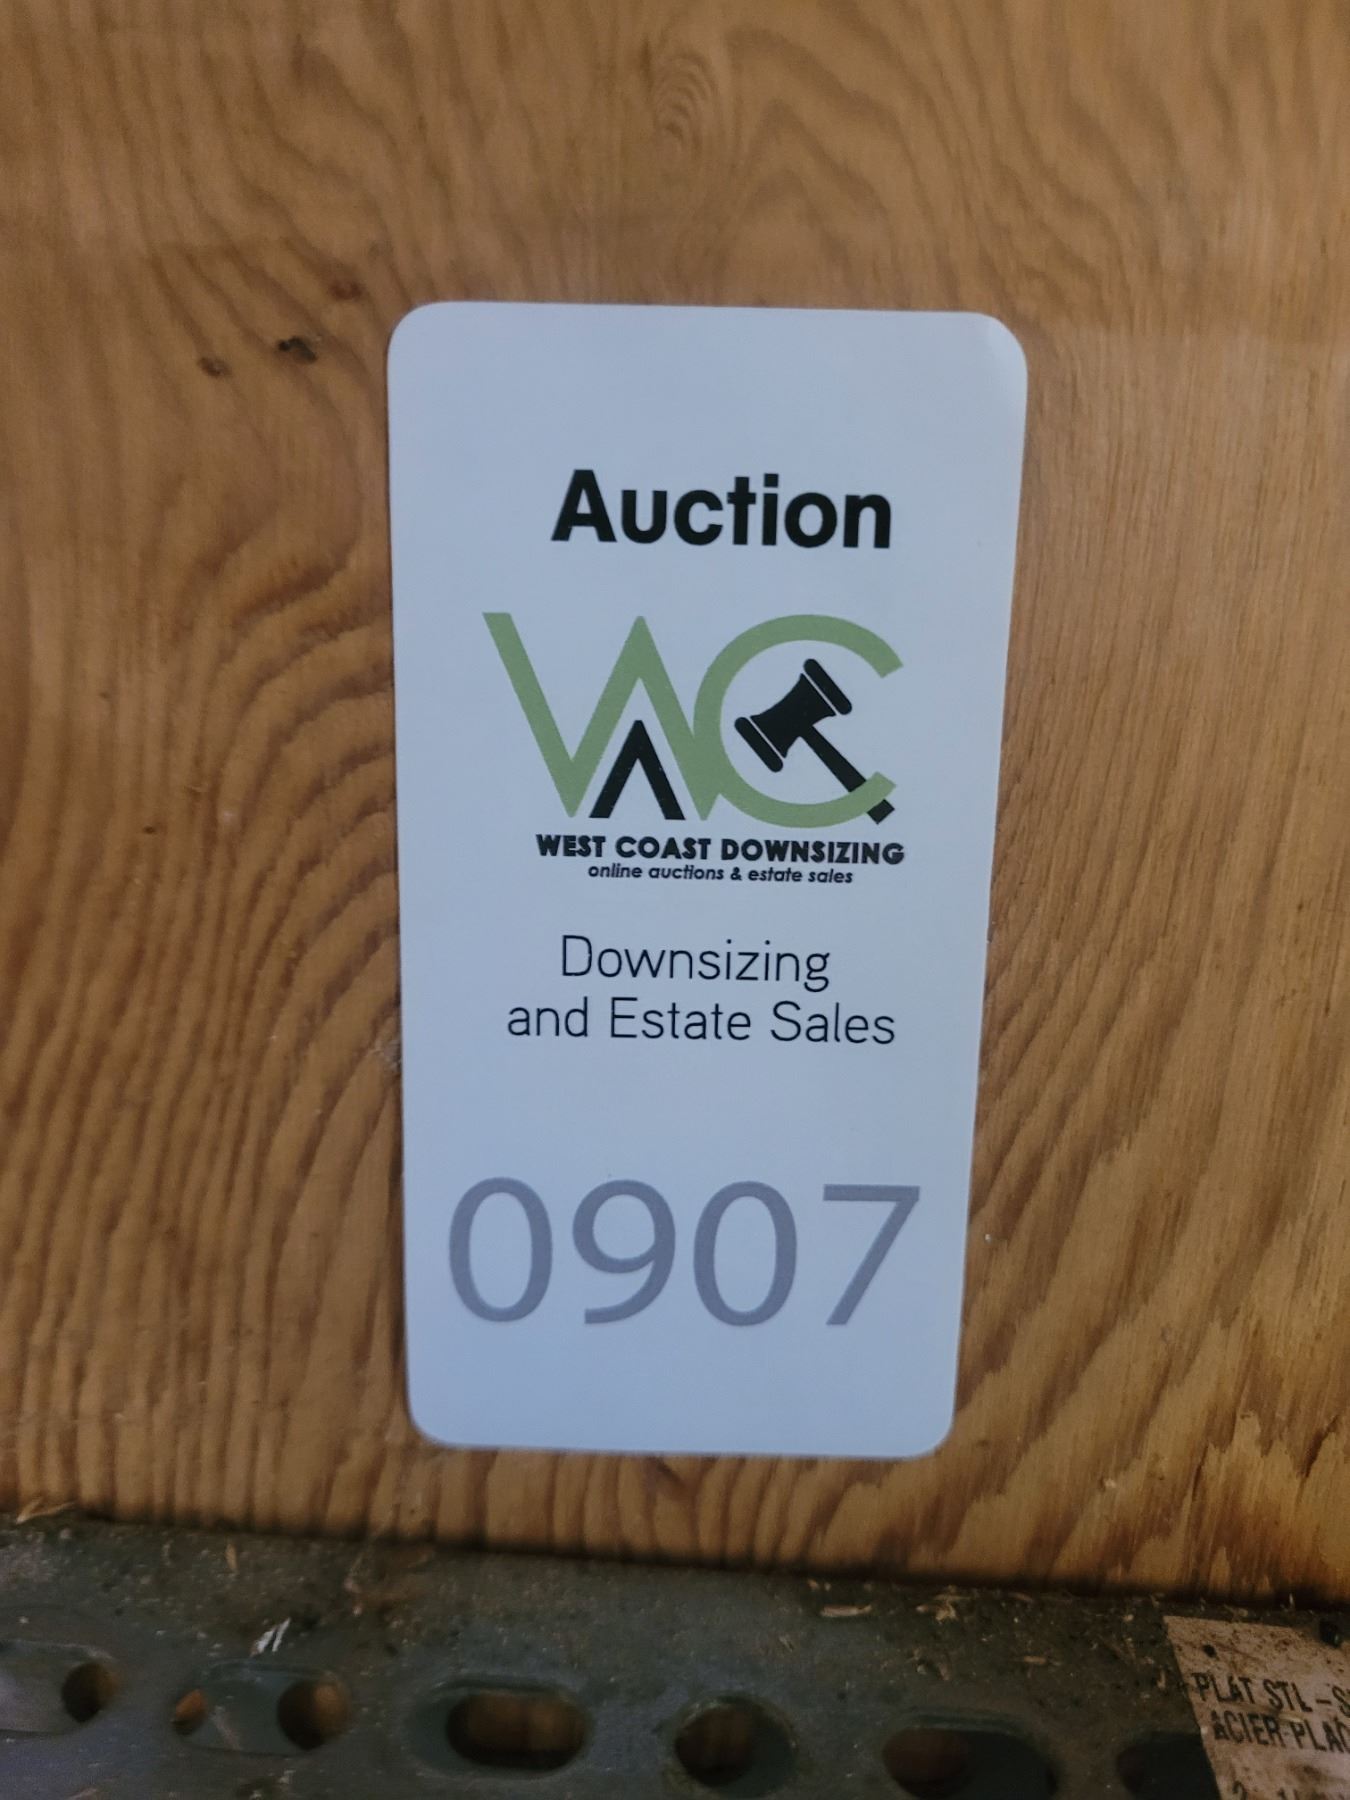 Auction
WC
WEST COAST DOWNSIZING
online auctions & estate sales
Downsizing
and Estate Sales
0907
PLAT STL-
ACIER PLA